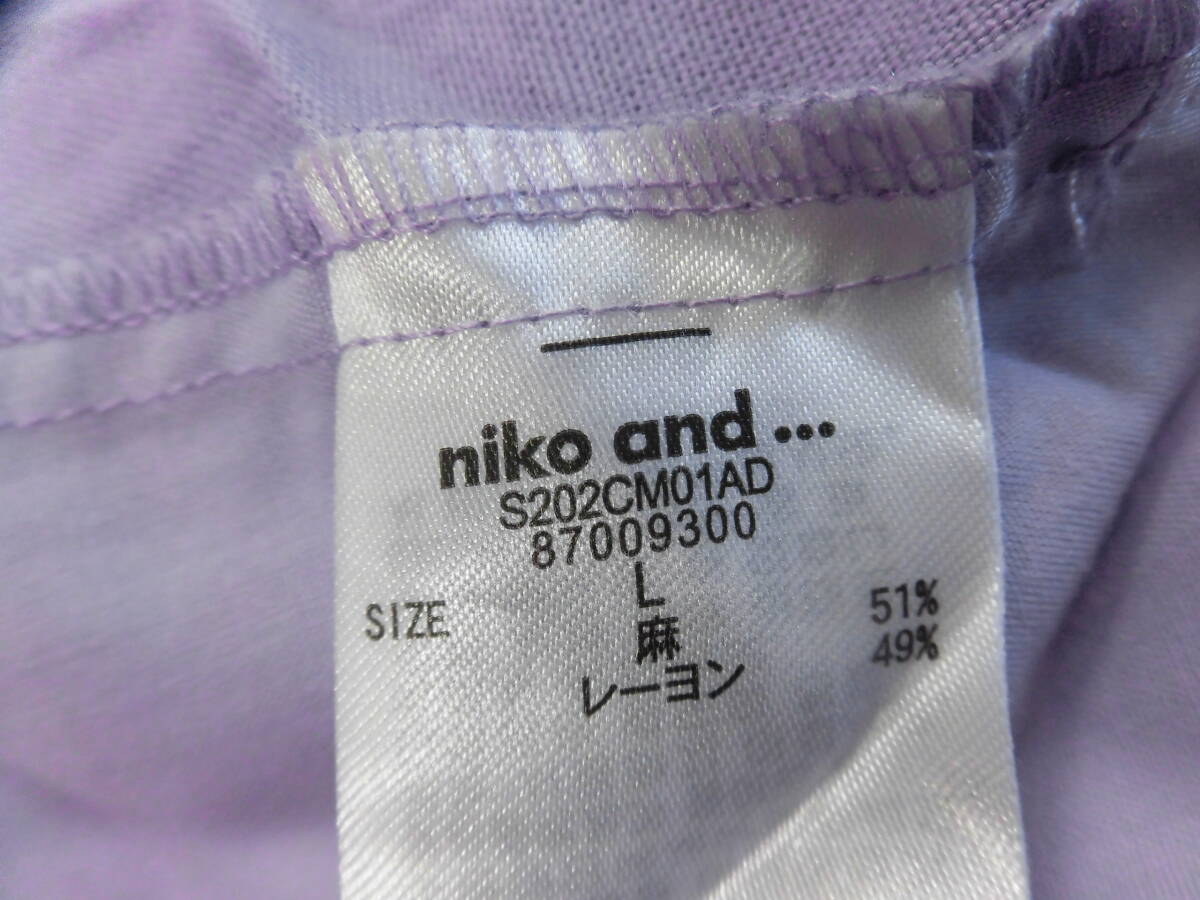 niko and ...
S202CM01AD
87009300
SIZE L
麻 51%
レーヨン 49%